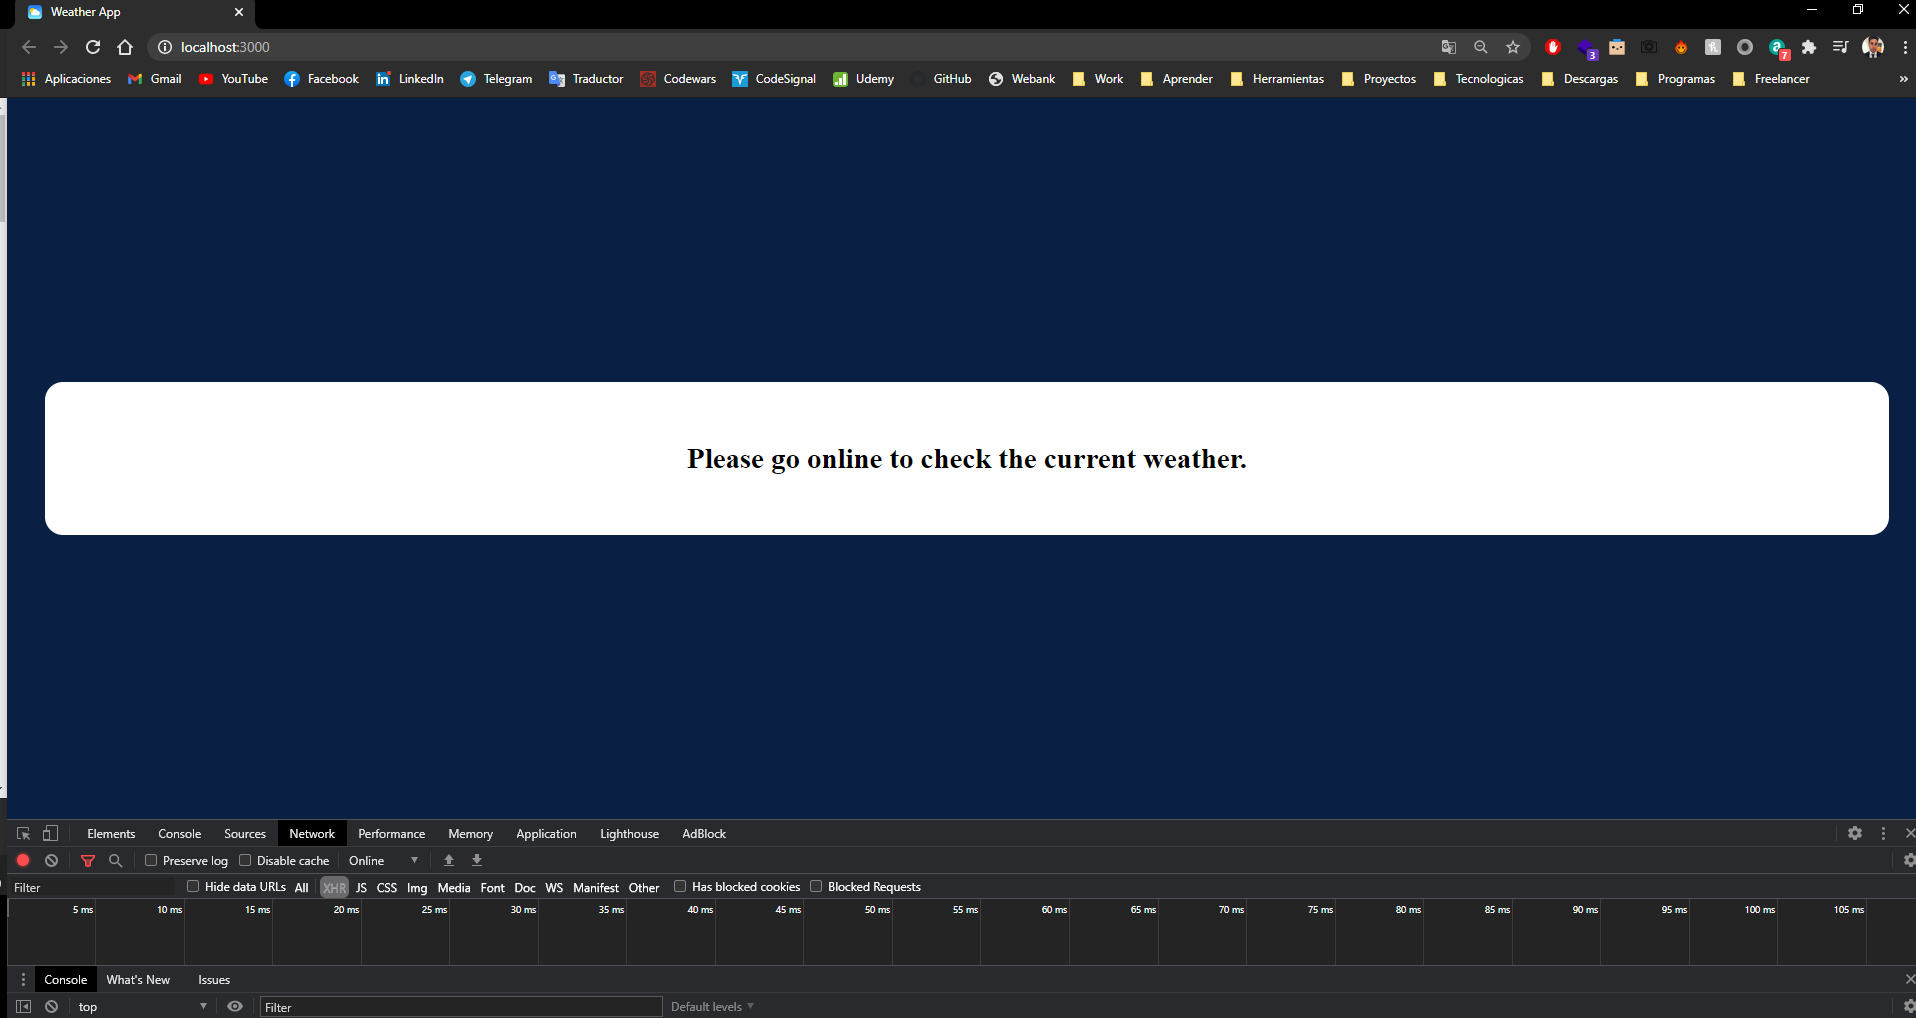 Weather App
localhost:3000
3
7
Aplicaciones Gmail YouTube Facebook LinkedIn Telegram Traductor Codewars CodeSignal Udemy GitHub Webank Work Aprender Herramientas Proyectos Tecnologicas Descargas Programas Freelancer »
Please go online to check the current weather.
Elements Console Sources Network Performance Memory Application Lighthouse AdBlock
Preserve log Disable cache Online
Filter Hide data URLs All XHR JS CSS Img Media Font Doc WS Manifest Other Has blocked cookies Blocked Requests
5 ms 10 ms 15 ms 20 ms 25 ms 30 ms 35 ms 40 ms 45 ms 50 ms 55 ms 60 ms 65 ms 70 ms 75 ms 80 ms 85 ms 90 ms 95 ms 100 ms 105 ms
Console What's New Issues
top Filter Default levels